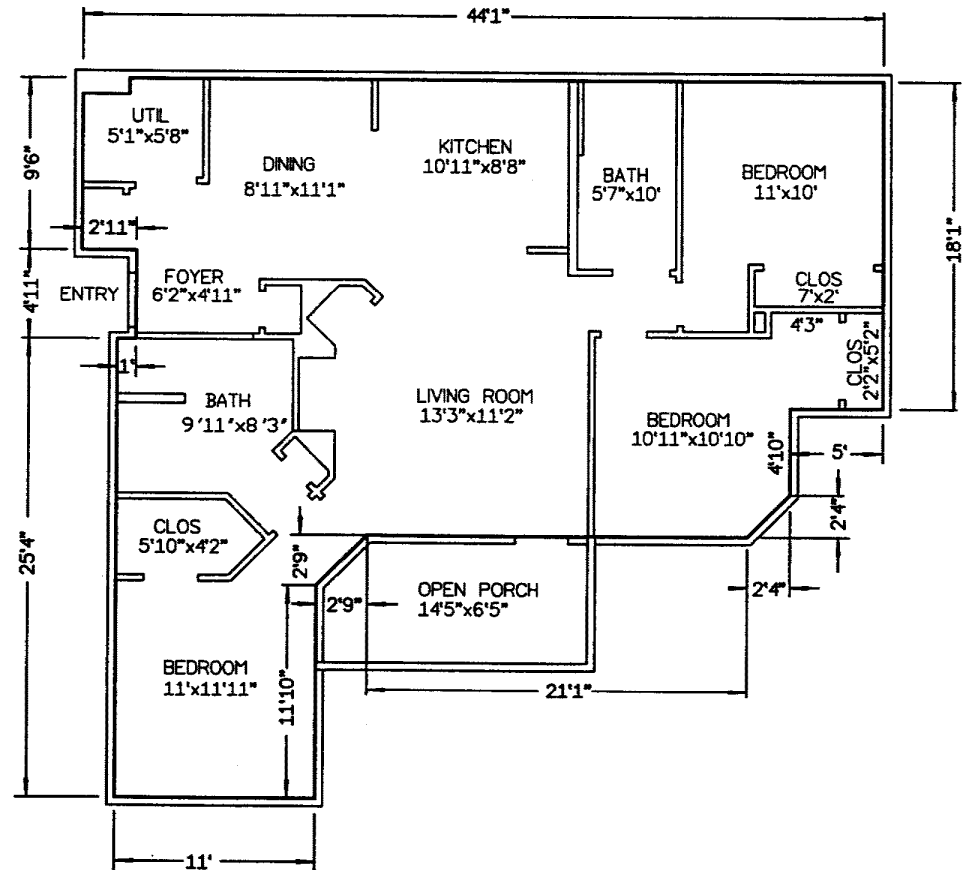 44'1"
UTIL
5'1"x5'8"
DINING
8'11"x11'1"
KITCHEN
10'11"x8'8"
BATH
5'7"x10'
BEDROOM
11'x10'
9'6"
18'1"
2'11"
4'11"
ENTRY
FOYER
6'2"x4'11"
CLOS
7'x2'
4'3"
CLOS
2'2"x5'2"
1'
BATH
9'11"x8'3"
LIVING ROOM
13'3"x11'2"
BEDROOM
10'11"x10'10"
4'10"
5'
25'4"
CLOS
5'10"x4'2"
2'9"
2'9"
OPEN PORCH
14'5"x6'5"
2'4"
2'4"
BEDROOM
11'x11'11"
11'10"
21'1"
11'